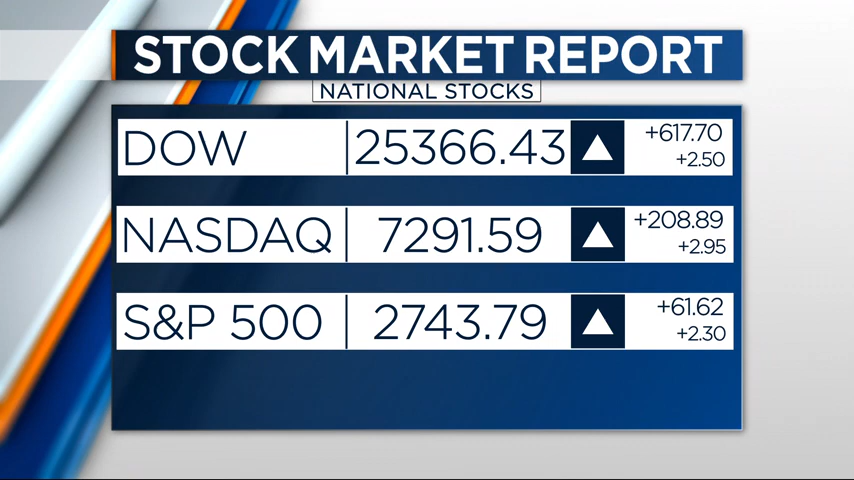 STOCK MARKET REPORT
NATIONAL STOCKS
DOW 25366.43 +617.70
+2.50
NASDAQ 7291.59 +208.89
+2.95
S&P 500 2743.79 +61.62
+2.30